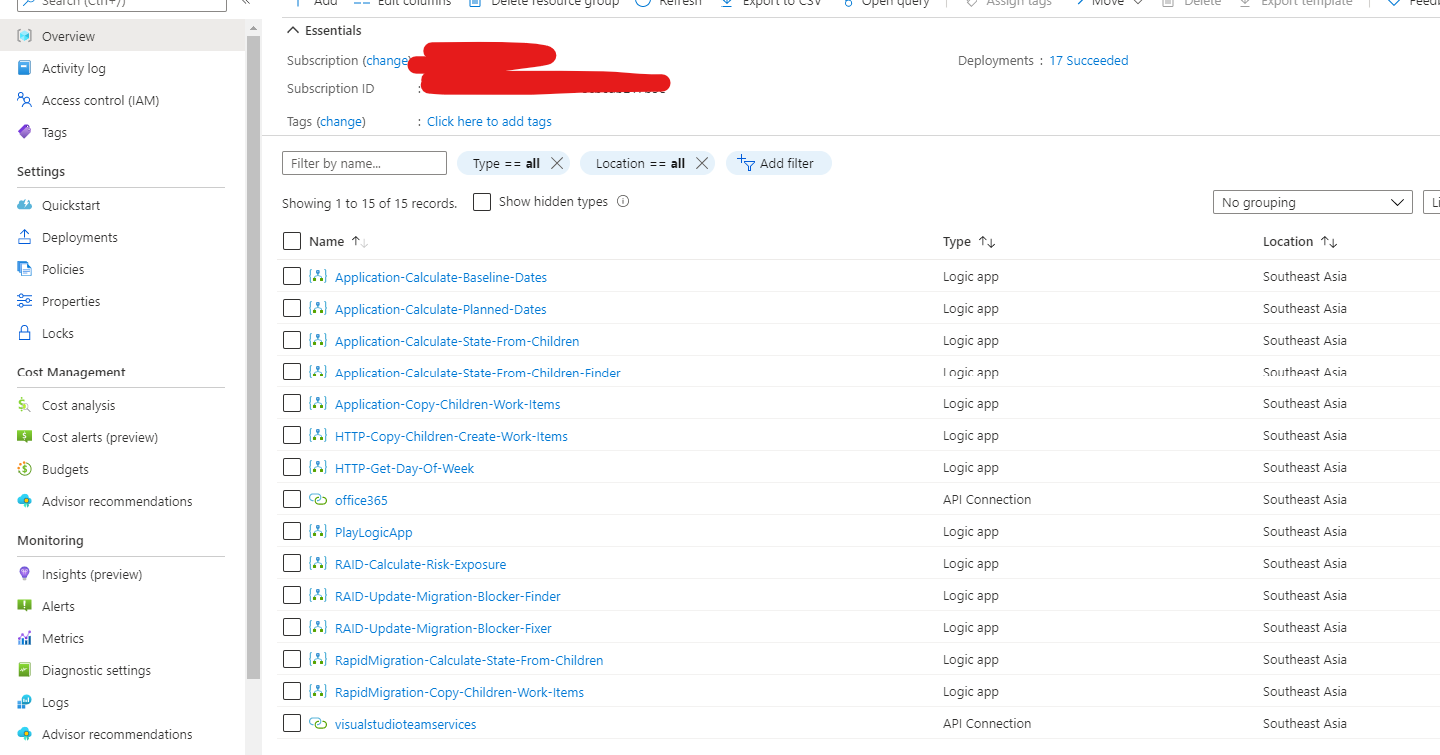 Search (Ctrl+/)
Add Edit columns Delete resource group Refresh Export to CSV Open query Assign tags Move Delete Export template
Overview
Activity log
Access control (IAM)
Tags
Settings
Quickstart
Deployments
Policies
Properties
Locks
Cost Management
Cost analysis
Cost alerts (preview)
Budgets
Advisor recommendations
Monitoring
Insights (preview)
Alerts
Metrics
Diagnostic settings
Logs
Advisor recommendations
Essentials
Subscription (change)
Deployments : 17 Succeeded
Subscription ID :
Tags (change) : Click here to add tags
Filter by name... Type == all Location == all Add filter
Showing 1 to 15 of 15 records. Show hidden types No grouping
Name Type Location
Application-Calculate-Baseline-Dates Logic app Southeast Asia
Application-Calculate-Planned-Dates Logic app Southeast Asia
Application-Calculate-State-From-Children Logic app Southeast Asia
Application-Calculate-State-From-Children-Finder Logic app Southeast Asia
Application-Copy-Children-Work-Items Logic app Southeast Asia
HTTP-Copy-Children-Create-Work-Items Logic app Southeast Asia
HTTP-Get-Day-Of-Week Logic app Southeast Asia
office365 API Connection Southeast Asia
PlayLogicApp Logic app Southeast Asia
RAID-Calculate-Risk-Exposure Logic app Southeast Asia
RAID-Update-Migration-Blocker-Finder Logic app Southeast Asia
RAID-Update-Migration-Blocker-Fixer Logic app Southeast Asia
RapidMigration-Calculate-State-From-Children Logic app Southeast Asia
RapidMigration-Copy-Children-Work-Items Logic app Southeast Asia
visualstudioteamservices API Connection Southeast Asia